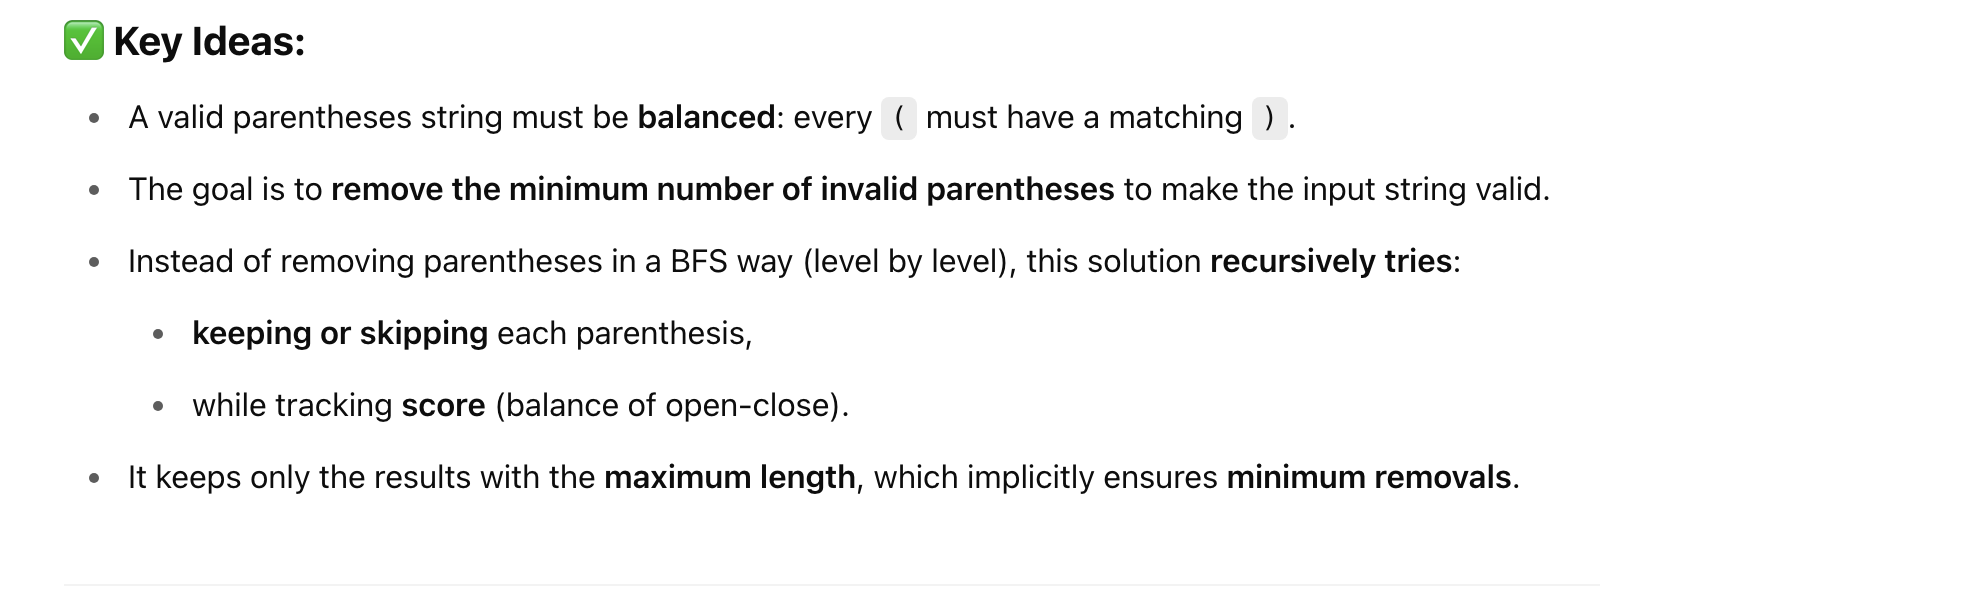 ✅ Key Ideas:
• A valid parentheses string must be balanced: every ( must have a matching ).
• The goal is to remove the minimum number of invalid parentheses to make the input string valid.
• Instead of removing parentheses in a BFS way (level by level), this solution recursively tries:
• keeping or skipping each parenthesis,
• while tracking score (balance of open-close).
• It keeps only the results with the maximum length, which implicitly ensures minimum removals.